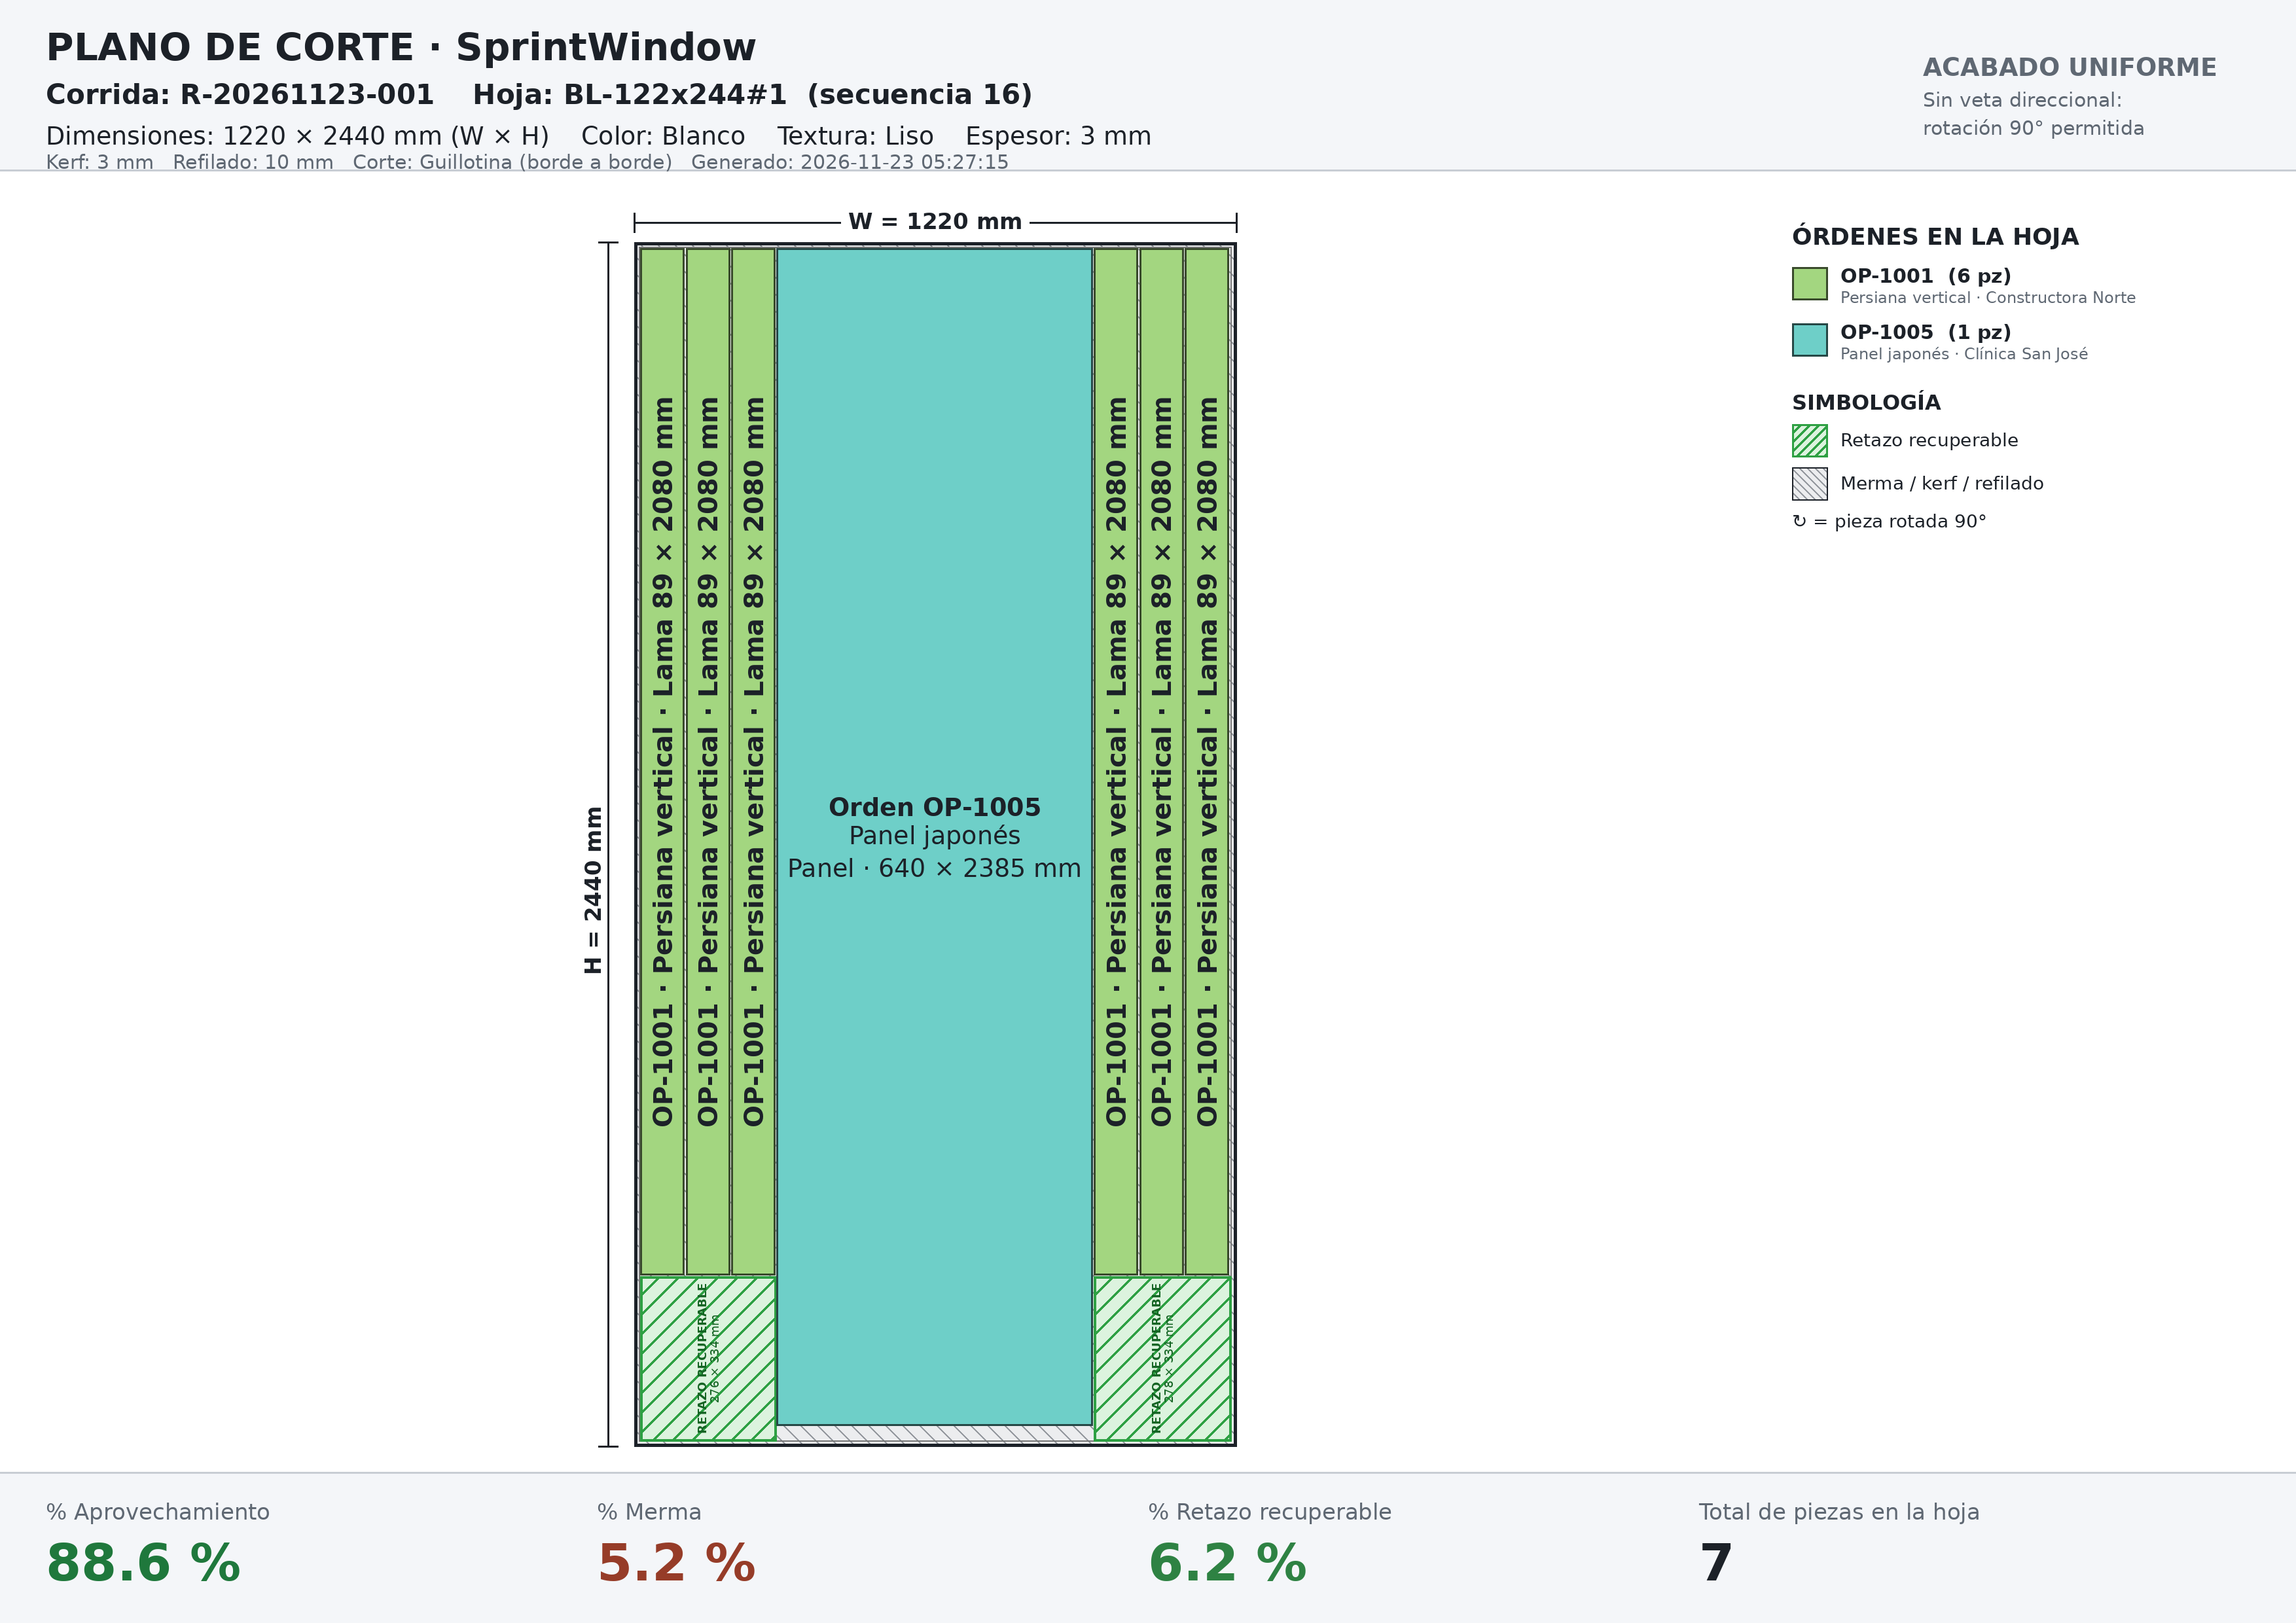 PLANO DE CORTE · SprintWindow
Corrida: R-20261123-001    Hoja: BL-122x244#1  (secuencia 16)
Dimensiones: 1220 × 2440 mm (W × H)    Color: Blanco    Textura: Liso    Espesor: 3 mm
Kerf: 3 mm   Refilado: 10 mm   Corte: Guillotina (borde a borde)   Generado: 2026-11-23 05:27:15
ACABADO UNIFORME
Sin veta direccional:
rotación 90° permitida
W = 1220 mm
H = 2440 mm
OP-1001 · Persiana vertical · Lama 89 × 2080 mm
OP-1001 · Persiana vertical · Lama 89 × 2080 mm
OP-1001 · Persiana vertical · Lama 89 × 2080 mm
Orden OP-1005
Panel japonés
Panel · 640 × 2385 mm
OP-1001 · Persiana vertical · Lama 89 × 2080 mm
OP-1001 · Persiana vertical · Lama 89 × 2080 mm
OP-1001 · Persiana vertical · Lama 89 × 2080 mm
RETAZO RECUPERABLE
276 × 334 mm
RETAZO RECUPERABLE
278 × 334 mm
ÓRDENES EN LA HOJA
OP-1001  (6 pz)
Persiana vertical · Constructora Norte
OP-1005  (1 pz)
Panel japonés · Clínica San José
SIMBOLOGÍA
Retazo recuperable
Merma / kerf / refilado
↻ = pieza rotada 90°
% Aprovechamiento
88.6 %
% Merma
5.2 %
% Retazo recuperable
6.2 %
Total de piezas en la hoja
7